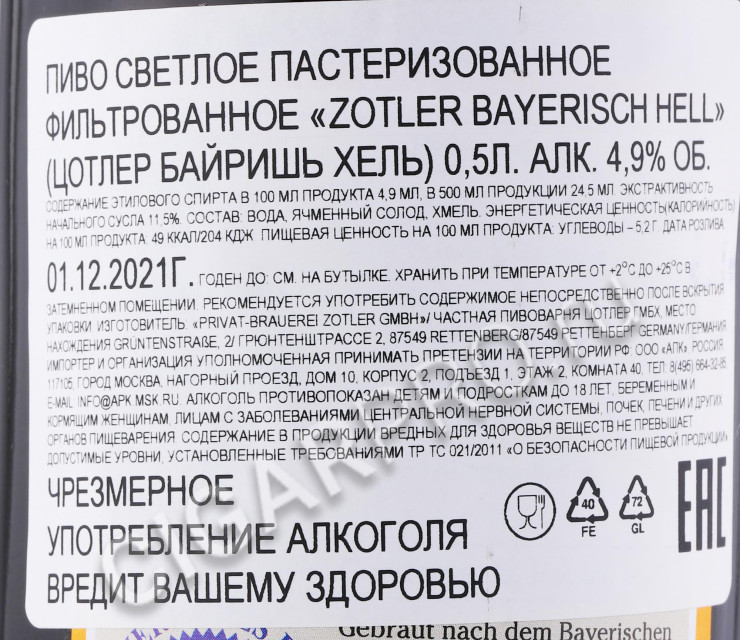 ПИВО СВЕТЛОЕ ПАСТЕРИЗОВАННОЕ
ФИЛЬТРОВАННОЕ «ZOTLER BAYERISCH HELL»
(ЦОТЛЕР БАЙРИШЬ ХЕЛЬ) 0,5Л. АЛК. 4,9% ОБ.
СОДЕРЖАНИЕ ЭТИЛОВОГО СПИРТА В 100 МЛ ПРОДУКТА 4,9 МЛ, В 500 МЛ ПРОДУКЦИИ 24,5 МЛ. ЭКСТРАКТИВНОСТЬ
НАЧАЛЬНОГО СУСЛА 11,5%. СОСТАВ: ВОДА, ЯЧМЕННЫЙ СОЛОД, ХМЕЛЬ. ЭНЕРГЕТИЧЕСКАЯ ЦЕННОСТЬ(КАЛОРИЙНОСТЬ)
НА 100 МЛ ПРОДУКТА: 49 ККАЛ/204 КДЖ. ПИЩЕВАЯ ЦЕННОСТЬ НА 100 МЛ ПРОДУКТА: УГЛЕВОДЫ – 5,2 Г. ДАТА РОЗЛИВА
01.12.2021Г. ГОДЕН ДО: СМ. НА БУТЫЛКЕ. ХРАНИТЬ ПРИ ТЕМПЕРАТУРЕ ОТ +2°С ДО +25°С В
ЗАТЕМНЕННОМ ПОМЕЩЕНИИ. РЕКОМЕНДУЕТСЯ УПОТРЕБИТЬ СОДЕРЖИМОЕ НЕПОСРЕДСТВЕННО ПОСЛЕ ВСКРЫТИЯ
УПАКОВКИ. ИЗГОТОВИТЕЛЬ: «PRIVAT-BRAUEREI ZOTLER GMBH»/ ЧАСТНАЯ ПИВОВАРНЯ ЦОТЛЕР ГМБХ, МЕСТО
НАХОЖДЕНИЯ GRUNTENSTRAßE, 2/ ГРЮНТЕНШТРАССЕ 2, 87549 RETTENBERG/87549 РЕТТЕНБЕРГ GERMANY/ГЕРМАНИЯ
ИМПОРТЕР И ОРГАНИЗАЦИЯ УПОЛНОМОЧЕННАЯ ПРИНИМАТЬ ПРЕТЕНЗИИ НА ТЕРРИТОРИИ РФ: ООО «АПК» РОССИЯ,
117105, ГОРОД МОСКВА, НАГОРНЫЙ ПРОЕЗД, ДОМ 10, КОРПУС 2, ПОДЪЕЗД 1, ЭТАЖ 2, КОМНАТА 40, ТЕЛ. 8(495) 664-32-85
E-MAIL: INFO@APK.MSK.RU. АЛКОГОЛЬ ПРОТИВОПОКАЗАН ДЕТЯМ И ПОДРОСТКАМ ДО 18 ЛЕТ, БЕРЕМЕННЫМ И
КОРМЯЩИМ ЖЕНЩИНАМ, ЛИЦАМ С ЗАБОЛЕВАНИЯМИ ЦЕНТРАЛЬНОЙ НЕРВНОЙ СИСТЕМЫ, ПОЧЕК, ПЕЧЕНИ И ДРУГИХ
ОРГАНОВ ПИЩЕВАРЕНИЯ. СОДЕРЖАНИЕ В ПРОДУКЦИИ ВРЕДНЫХ ДЛЯ ЗДОРОВЬЯ ВЕЩЕСТВ НЕ ПРЕВЫШАЕТ
ДОПУСТИМЫЕ УРОВНИ, УСТАНОВЛЕННЫЕ ТРЕБОВАНИЯМИ ТР ТС 021/2011 «О БЕЗОПАСНОСТИ ПИЩЕВОЙ ПРОДУКЦИИ»
ЧРЕЗМЕРНОЕ
УПОТРЕБЛЕНИЕ АЛКОГОЛЯ
ВРЕДИТ ВАШЕМУ ЗДОРОВЬЮ
40 FE
72 GL
EAC
CIGARPRO.RU
Gebraut nach dem Bayerischen